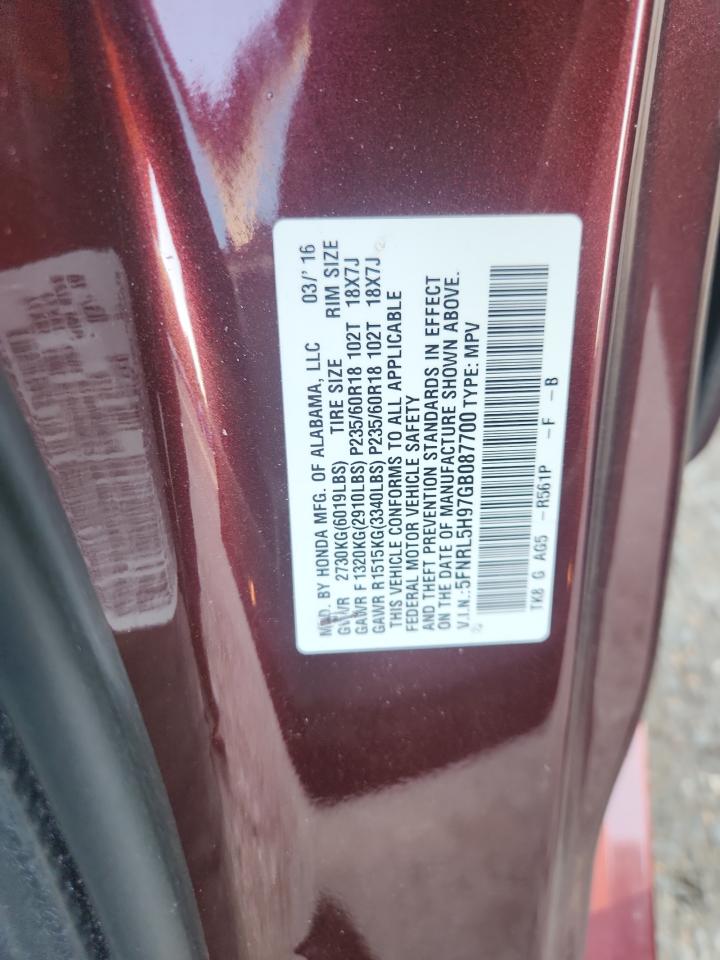 MFD. BY HONDA MFG. OF ALABAMA, LLC 03/' 16
GVWR 2730KG(6019LBS) TIRE SIZE RIM SIZE
GAWR F1320KG(2910LBS) P235/60R18 102T 18X7J
GAWR R1515KG(3340LBS) P235/60R18 102T 18X7J
THIS VEHICLE CONFORMS TO ALL APPLICABLE
FEDERAL MOTOR VEHICLE SAFETY
AND THEFT PREVENTION STANDARDS IN EFFECT
ON THE DATE OF MANUFACTURE SHOWN ABOVE.
V.I.N.:5FNRL5H97GB087700 TYPE: MPV
TK8 G AG5 -R561P -F -B